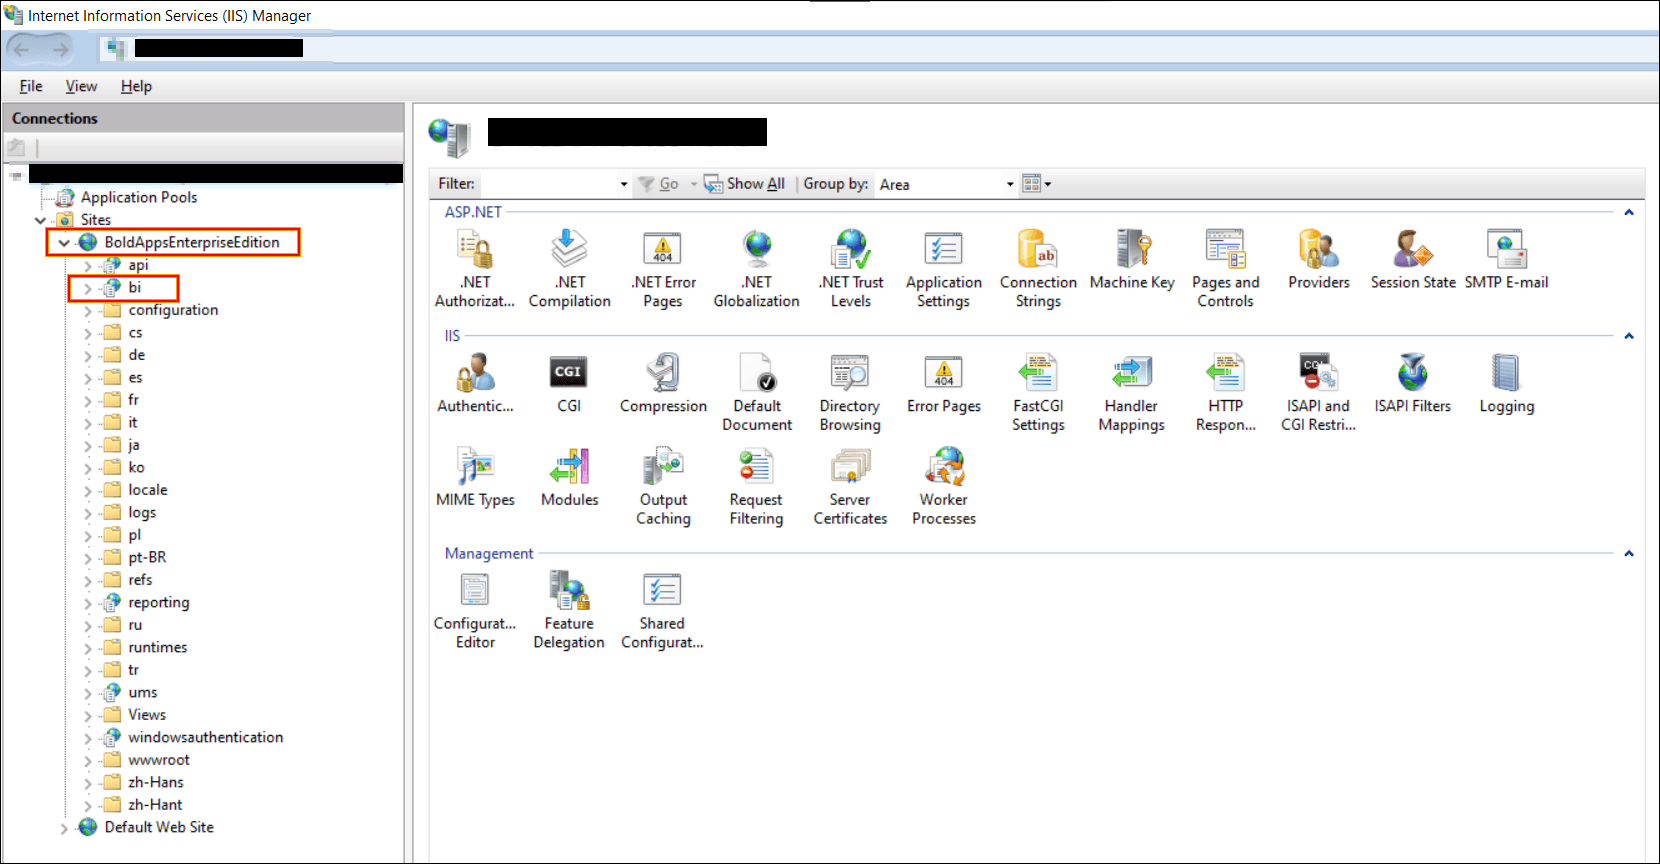 Internet Information Services (IIS) Manager
File View Help
Connections
Application Pools
Sites
BoldAppsEnterpriseEdition
api
bi
configuration
cs
de
es
fr
it
ja
ko
locale
logs
pl
pt-BR
refs
reporting
ru
runtimes
tr
ums
Views
windowsauthentication
wwwroot
zh-Hans
zh-Hant
Default Web Site
Filter: Go Show All Group by: Area
ASP.NET
.NET Authorizat...
.NET Compilation
.NET Error Pages
.NET Globalization
.NET Trust Levels
Application Settings
Connection Strings
Machine Key
Pages and Controls
Providers
Session State
SMTP E-mail
IIS
Authentic...
CGI
Compression
Default Document
Directory Browsing
Error Pages
FastCGI Settings
Handler Mappings
HTTP Respon...
ISAPI and CGI Restri...
ISAPI Filters
Logging
MIME Types
Modules
Output Caching
Request Filtering
Server Certificates
Worker Processes
Management
Configurat... Editor
Feature Delegation
Shared Configurat...